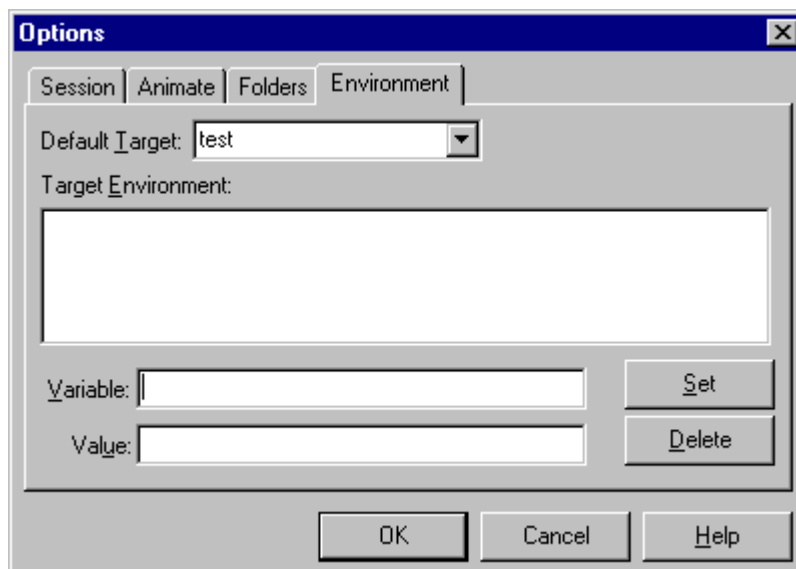 Options
Session Animate Folders Environment
Default Target: test
Target Environment:
Variable: Set
Value: Delete
OK Cancel Help